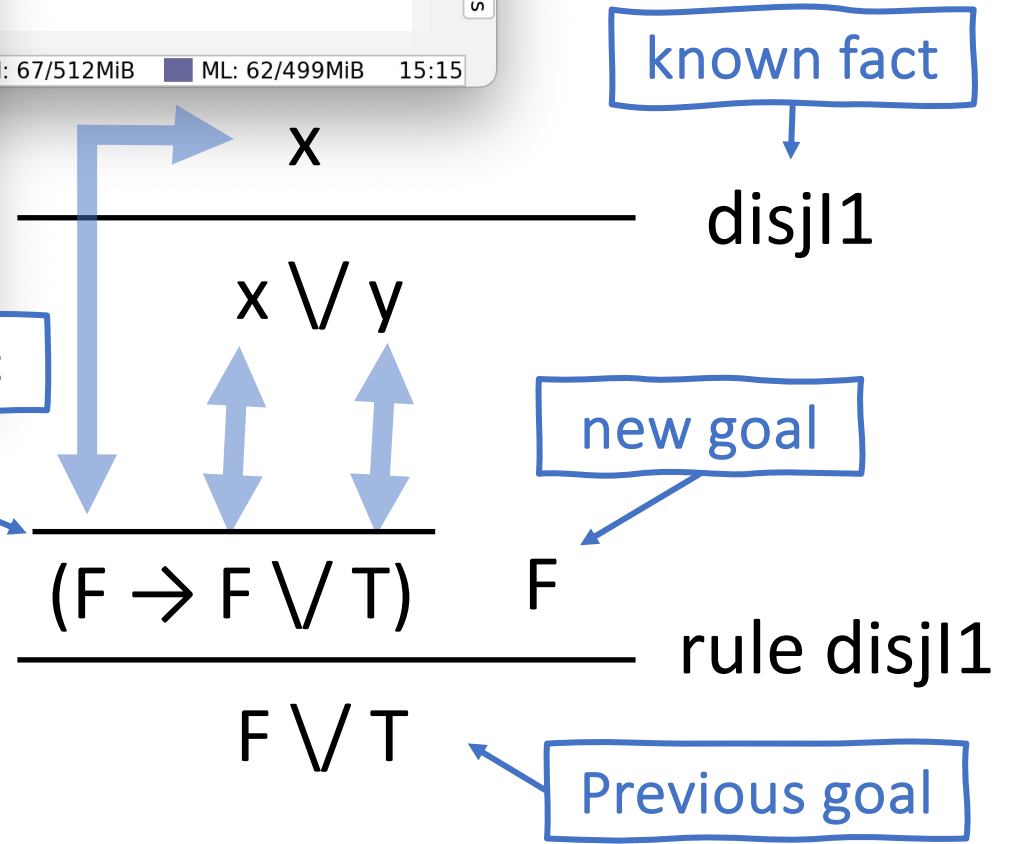 s
: 67/512MiB ML: 62/499MiB 15:15
known fact
x
disjI1
x \/ y
new goal
(F → F \/ T) F
rule disjI1
F \/ T
Previous goal